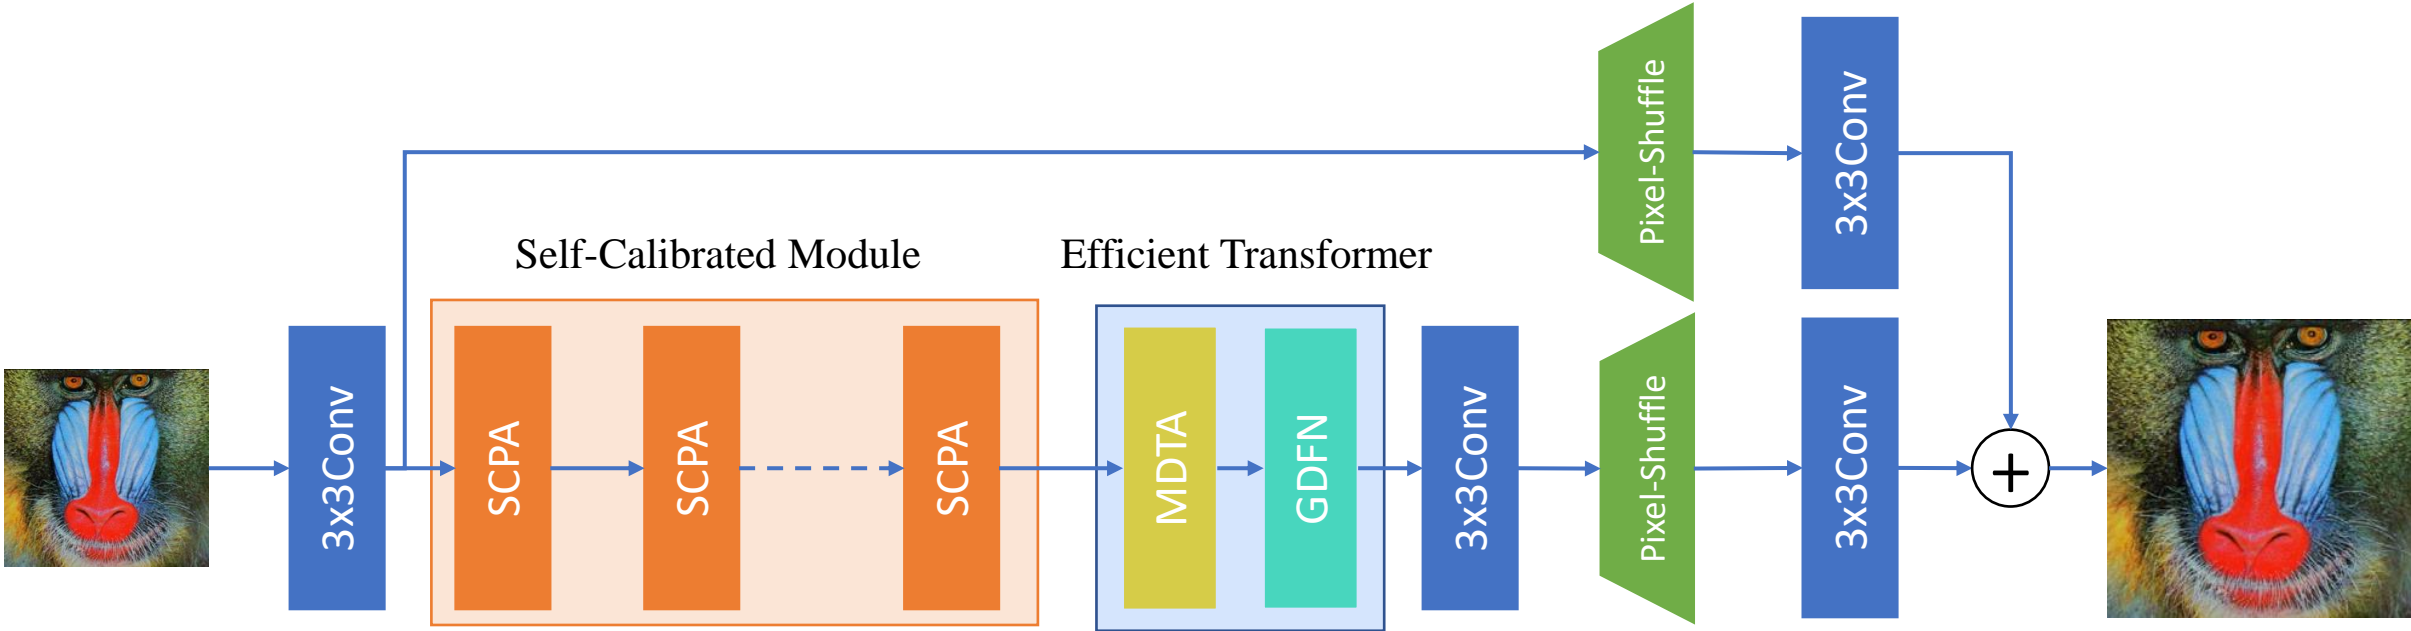 Pixel-Shuffle
3x3Conv
Self-Calibrated Module
Efficient Transformer
3x3Conv
SCPA
SCPA
SCPA
MDTA
GDFN
3x3Conv
Pixel-Shuffle
3x3Conv
+